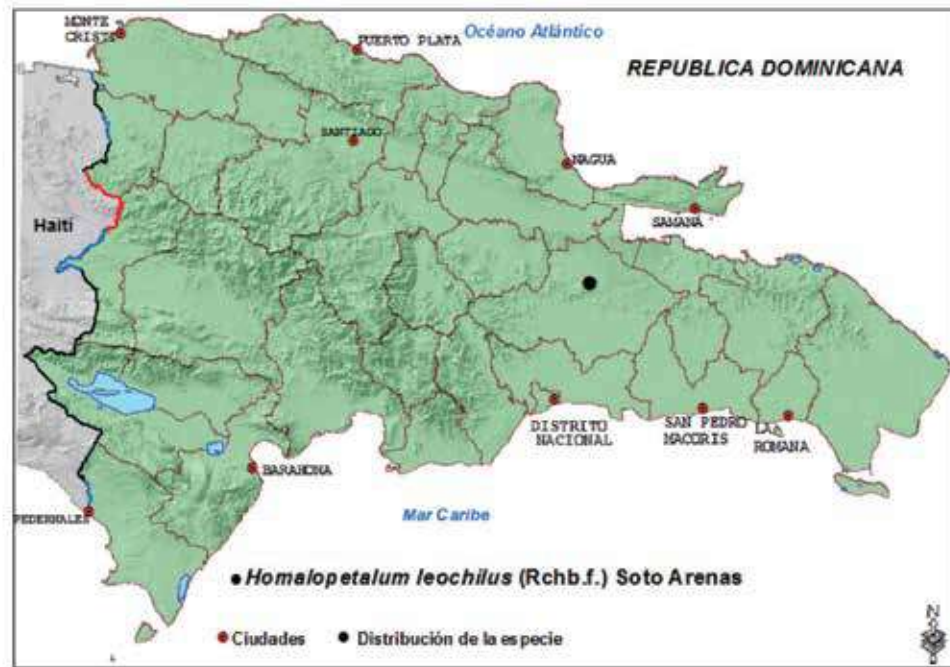 MONTE
CRISTI
PUERTO PLATA
Océano Atlántico
REPUBLICA DOMINICANA
SANTIAGO
NAGUA
SAMANA
Haití
DISTRITO
NACIONAL
SAN PEDRO
MACORIS
LA
ROMANA
BARAHONA
PEDERNALES
Mar Caribe
Homalopetalum leochilus (Rchb.f.) Soto Arenas
Ciudades
Distribución de la especie
N